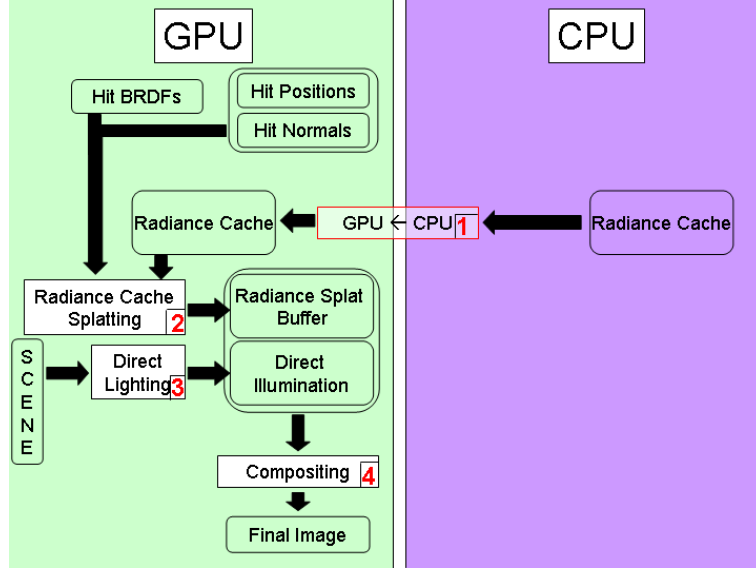 GPU
CPU
Hit BRDFs
Hit Positions
Hit Normals
Radiance Cache
GPU ← CPU 1
Radiance Cache
Radiance Cache
Splatting 2
Radiance Splat
Buffer
S
C
E
N
E
Direct
Lighting 3
Direct
Illumination
Compositing 4
Final Image